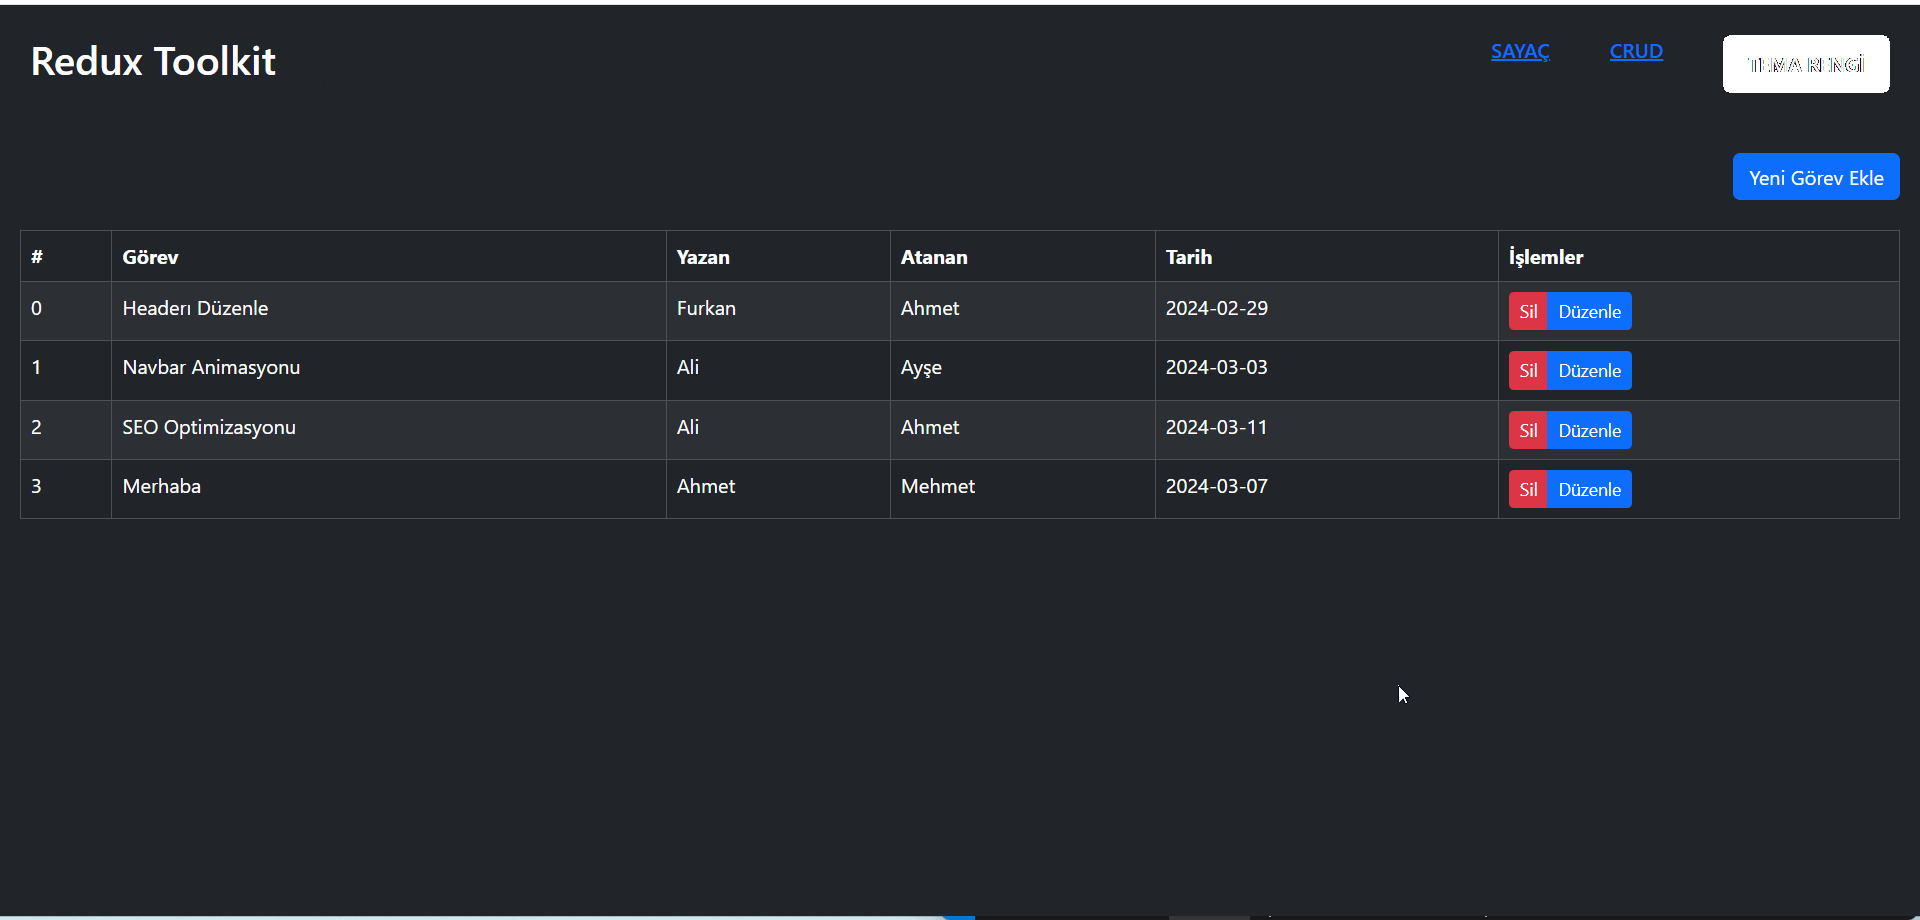 Redux Toolkit
SAYAÇ CRUD TEMA RENGİ
Yeni Görev Ekle
# Görev Yazan Atanan Tarih İşlemler
0 Headerı Düzenle Furkan Ahmet 2024-02-29 Sil Düzenle
1 Navbar Animasyonu Ali Ayşe 2024-03-03 Sil Düzenle
2 SEO Optimizasyonu Ali Ahmet 2024-03-11 Sil Düzenle
3 Merhaba Ahmet Mehmet 2024-03-07 Sil Düzenle